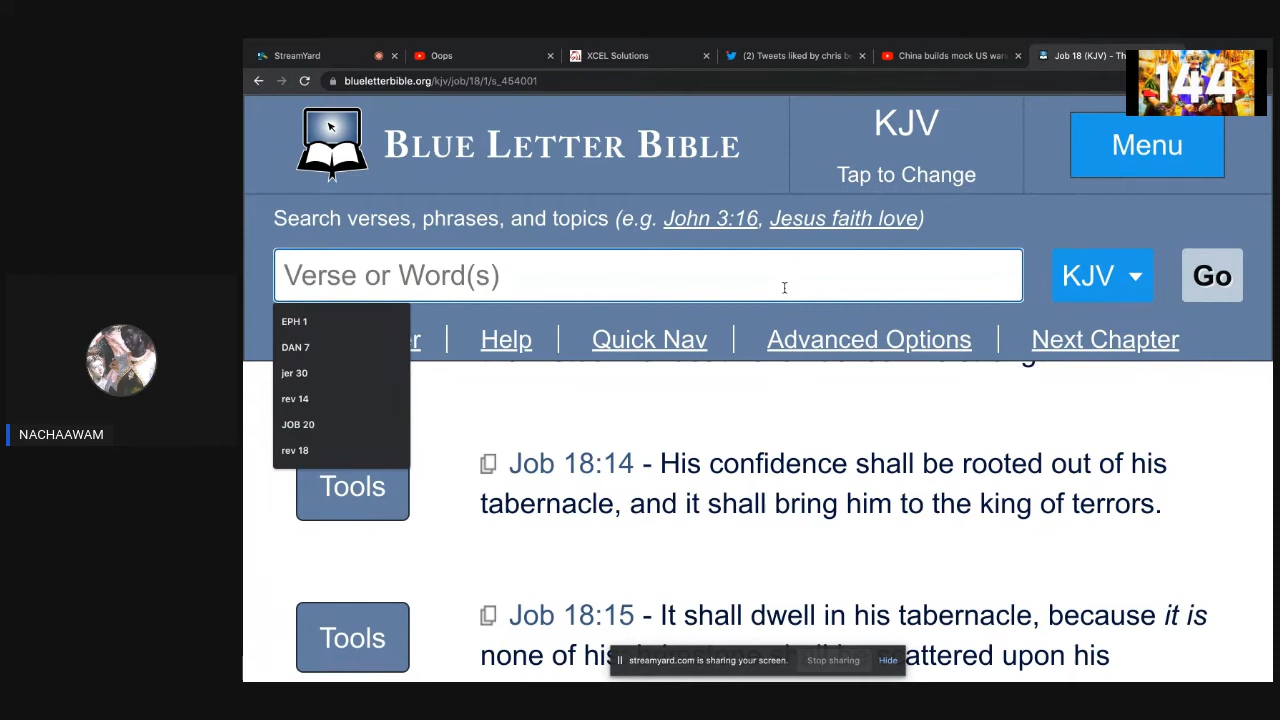 StreamYard
Oops
XCEL Solutions
(2) Tweets liked by chris b
China builds mock US war
Job 18 (KJV) - Th
144
blueletterbible.org/kjv/job/18/1/s_454001
BLUE LETTER BIBLE
KJV
Tap to Change
Menu
Search verses, phrases, and topics (e.g. John 3:16, Jesus faith love)
Verse or Word(s)
KJV
Go
EPH 1
DAN 7
jer 30
rev 14
JOB 20
rev 18
Help
Quick Nav
Advanced Options
Next Chapter
NACHAAWAM
Tools
Job 18:14 - His confidence shall be rooted out of his
tabernacle, and it shall bring him to the king of terrors.
Tools
Job 18:15 - It shall dwell in his tabernacle, because it is
none of his scattered upon his
streamyard.com is sharing your screen.
Stop sharing
Hide